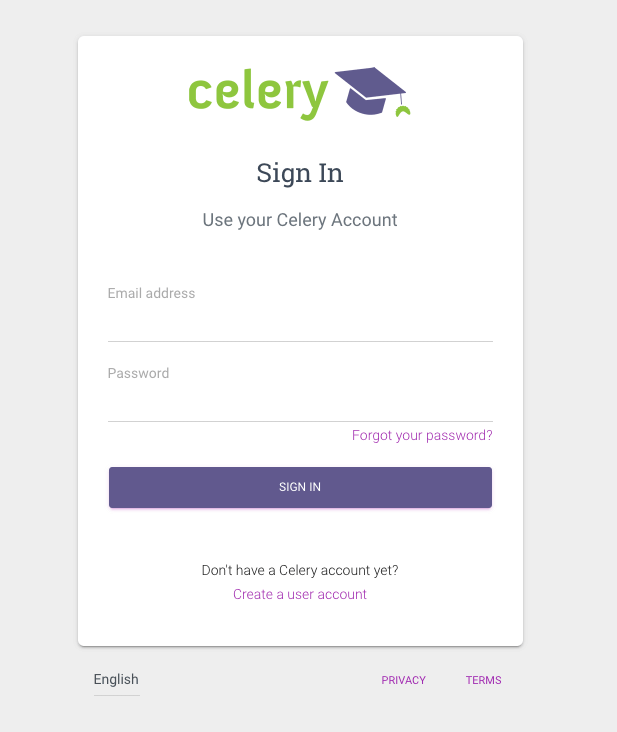 celery
Sign In
Use your Celery Account
Email address
Password
Forgot your password?
SIGN IN
Don't have a Celery account yet?
Create a user account
English
PRIVACY
TERMS